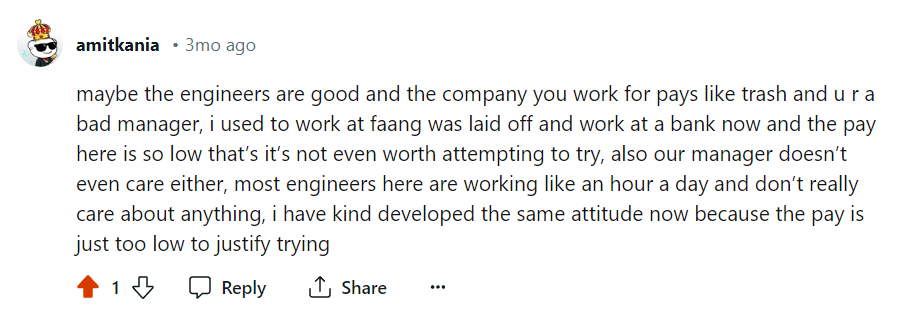 amitkania • 3mo ago
maybe the engineers are good and the company you work for pays like trash and u r a
bad manager, i used to work at faang was laid off and work at a bank now and the pay
here is so low that's it's not even worth attempting to try, also our manager doesn't
even care either, most engineers here are working like an hour a day and don't really
care about anything, i have kind developed the same attitude now because the pay is
just too low to justify trying
1 Reply Share ...